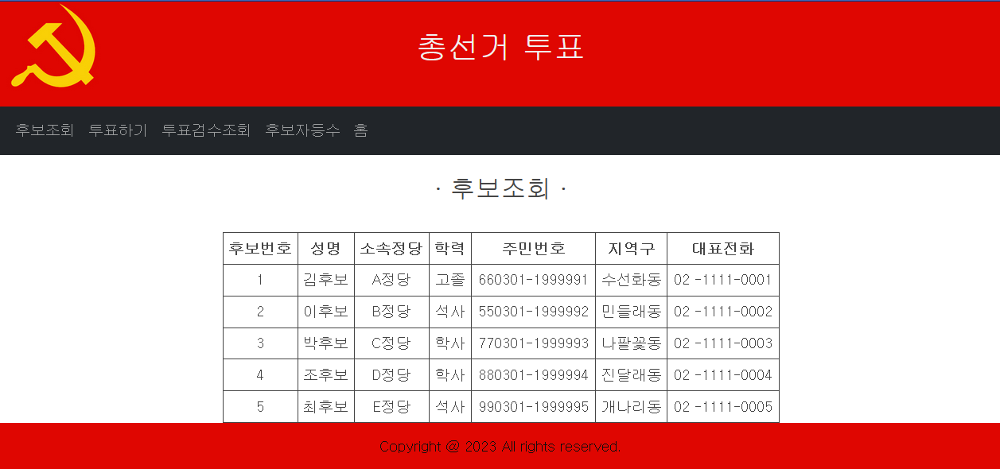 총선거 투표
후보조회 투표하기 투표검수조회 후보자등수 홈
· 후보조회 ·
후보번호 성명 소속정당 학력 주민번호 지역구 대표전화
1 김후보 A정당 고졸 660301-1999991 수선화동 02 -1111-0001
2 이후보 B정당 석사 550301-1999992 민들래동 02 -1111-0002
3 박후보 C정당 학사 770301-1999993 나팔꽃동 02 -1111-0003
4 조후보 D정당 학사 880301-1999994 진달래동 02 -1111-0004
5 최후보 E정당 석사 990301-1999995 개나리동 02 -1111-0005
Copyright @ 2023 All rights reserved.